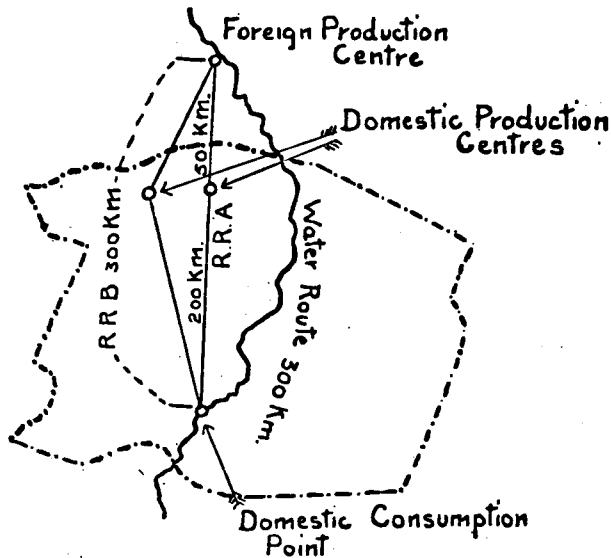 Foreign Production
Centre
Domestic Production
Centres
50 Km.
200 Km.
R.R.A
R R B 300 Km
Water Route 300 Km.
Domestic Consumption
Point